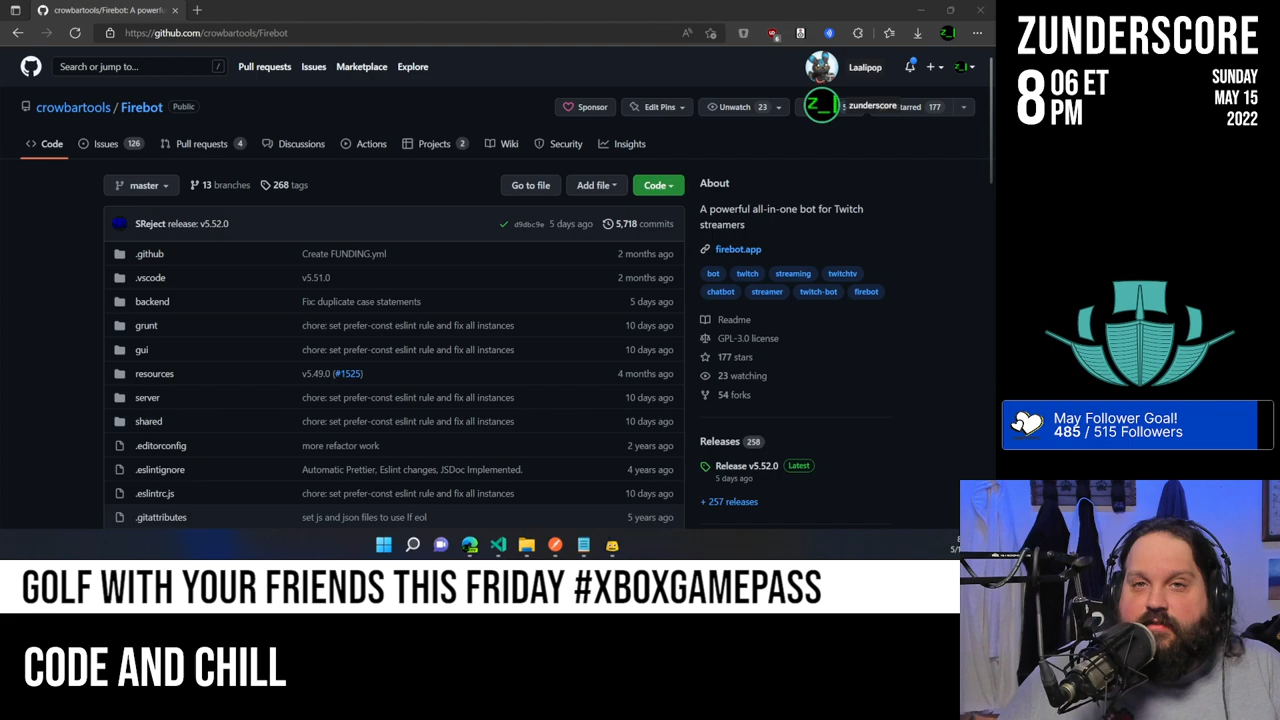 crowbartools/Firebot: A powerf
https://github.com/crowbartools/Firebot
6
Search or jump to...
/
Pull requests
Issues
Marketplace
Explore
Laalipop
crowbartools / Firebot
Public
Sponsor
Edit Pins
Unwatch 23
zunderscore
tarred 177
Code
Issues 126
Pull requests 4
Discussions
Actions
Projects 2
Wiki
Security
Insights
master
13 branches
268 tags
Go to file
Add file
Code
SReject release: v5.52.0
d9dbc9e 5 days ago
5,718 commits
.github Create FUNDING.yml 2 months ago
.vscode v5.51.0 2 months ago
backend Fix: duplicate case statements 5 days ago
grunt chore: set prefer-const eslint rule and fix all instances 10 days ago
gui chore: set prefer-const eslint rule and fix all instances 10 days ago
resources v5.49.0 (#1525) 4 months ago
server chore: set prefer-const eslint rule and fix all instances 10 days ago
shared chore: set prefer-const eslint rule and fix all instances 10 days ago
.editorconfig more refactor work 2 years ago
.eslintignore Automatic Prettier, Eslint changes, JSDoc Implemented. 4 years ago
.eslintrc.js chore: set prefer-const eslint rule and fix all instances 10 days ago
.gitattributes set js and json files to use lf eol 5 years ago
About
A powerful all-in-one bot for Twitch
streamers
firebot.app
bot twitch streaming twitchtv
chatbot streamer twitch-bot firebot
Readme
GPL-3.0 license
177 stars
23 watching
54 forks
Releases 258
Release v5.52.0 Latest
5 days ago
+ 257 releases
ZUNDERSCORE
8 06 ET
PM
SUNDAY
MAY 15
2022
May Follower Goal!
485 / 515 Followers
GOLF WITH YOUR FRIENDS THIS FRIDAY #XBOXGAMEPASS
CODE AND CHILL